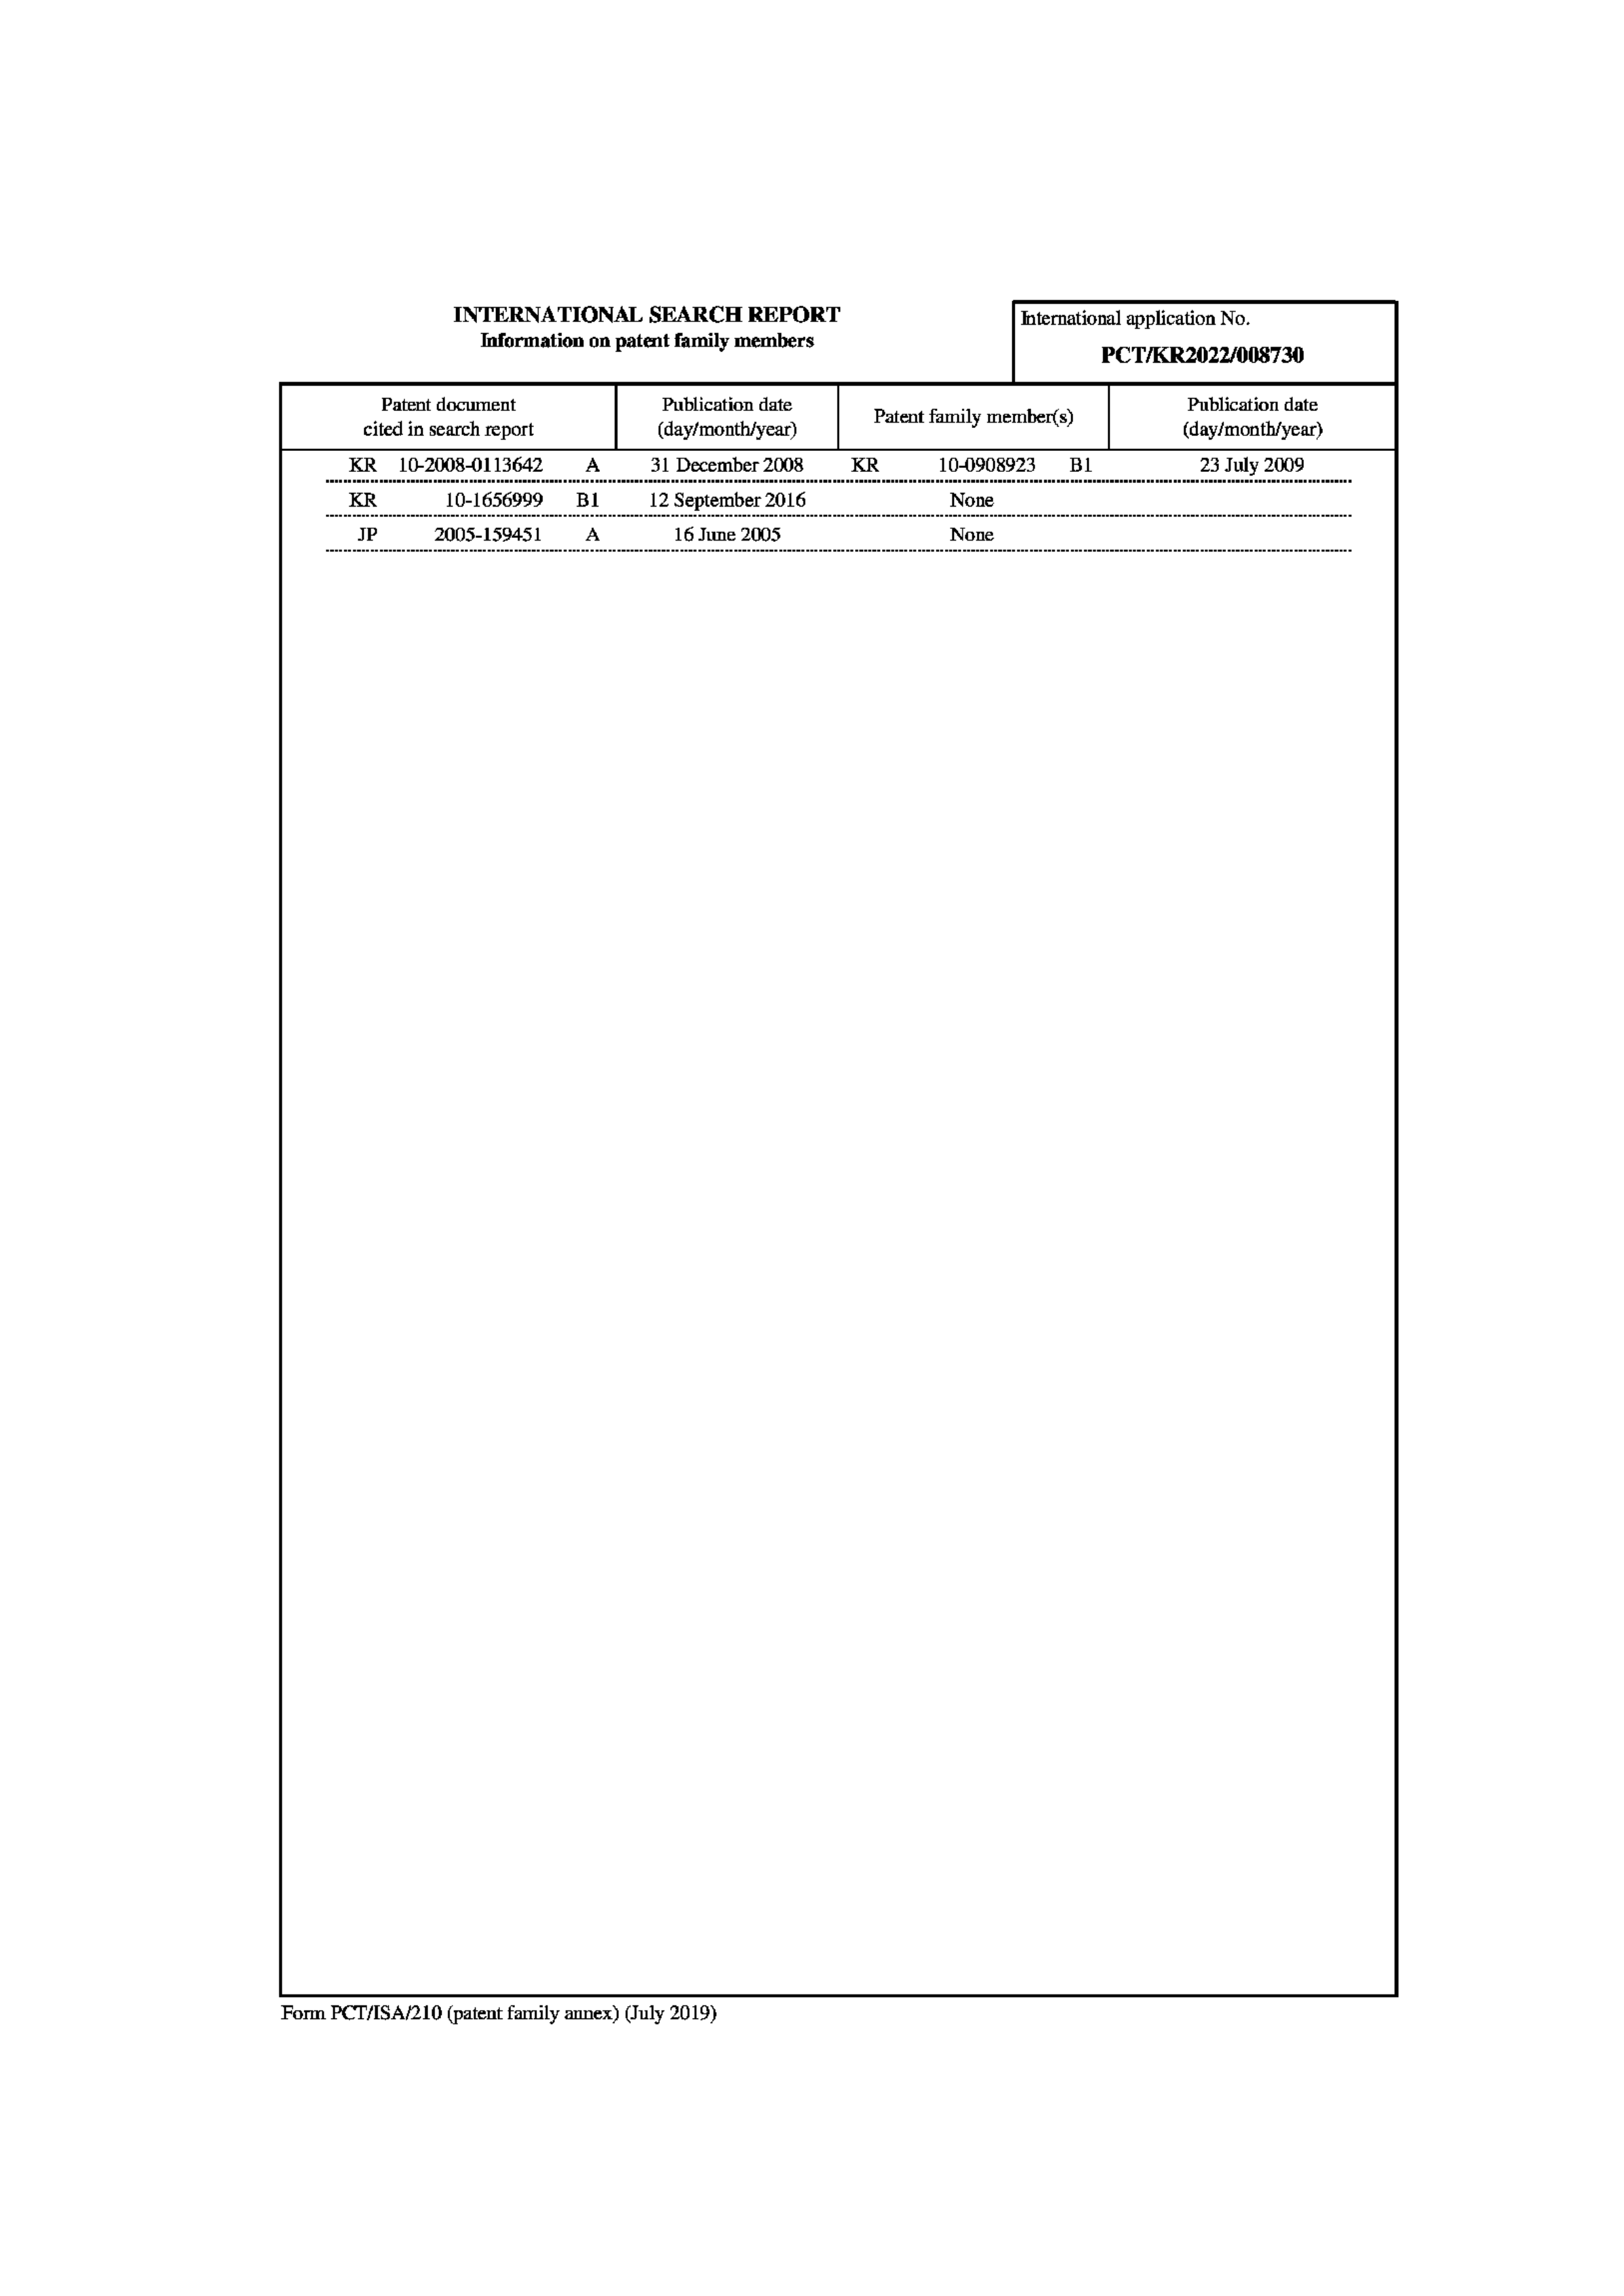 INTERNATIONAL SEARCH REPORT
Information on patent family members
International application No.
PCT/KR2022/008730
Patent document
cited in search report
Publication date
(day/month/year)
Patent family member(s)
Publication date
(day/month/year)
KR 10-2008-0113642 A 31 December 2008 KR 10-0908923 B1 23 July 2009
KR 10-1656999 B1 12 September 2016 None
JP 2005-159451 A 16 June 2005 None
Form PCT/ISA/210 (patent family annex) (July 2019)